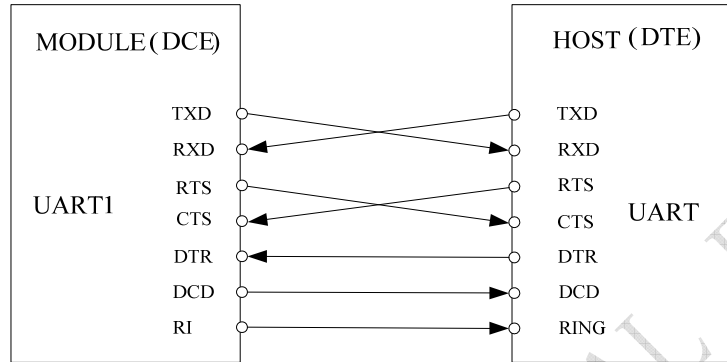 MODULE(DCE)
HOST (DTE)
TXD
TXD
RXD
RXD
RTS
RTS
UART1
CTS
CTS
UART
DTR
DTR
DCD
DCD
RI
RING